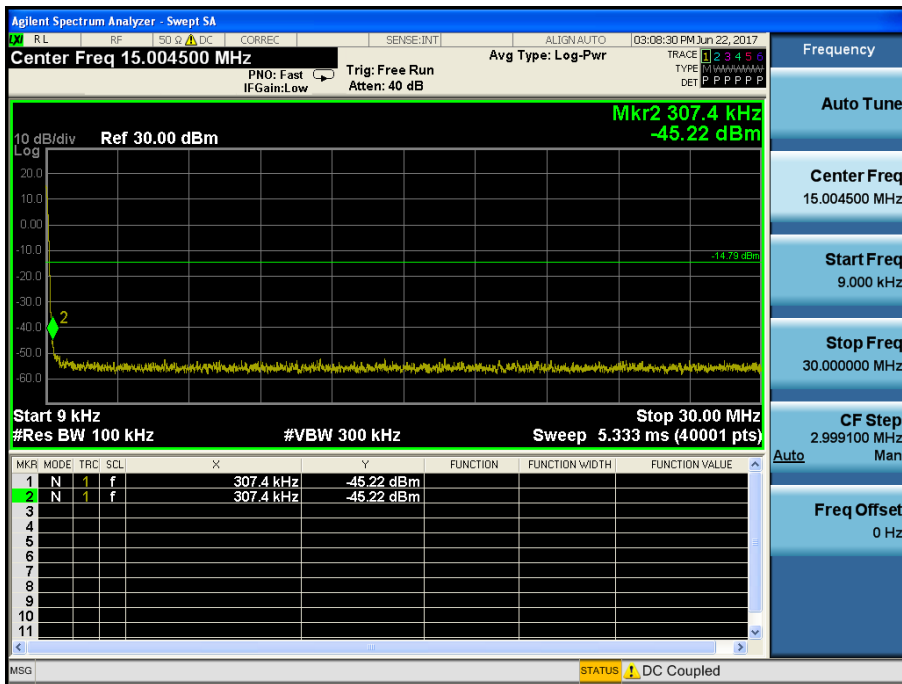 Agilent Spectrum Analyzer - Swept SA
LXI RL RF 50 Ω DC CORREC SENSE:INT ALIGNAUTO 03:08:30 PM Jun 22, 2017
Center Freq 15.004500 MHz
PNO: Fast
IFGain:Low
Trig: Free Run
Atten: 40 dB
Avg Type: Log-Pwr
TRACE 1 2 3 4 5 6
TYPE MWWWWW
DET P P P P P P
Mkr2 307.4 kHz
-45.22 dBm
10 dB/div Ref 30.00 dBm
Log
20.0
10.0
0.00
-10.0
-14.79 dBm
-20.0
-30.0
2
-40.0
-50.0
-60.0
Start 9 kHz Stop 30.00 MHz
#Res BW 100 kHz #VBW 300 kHz Sweep 5.333 ms (40001 pts)
MKR MODE TRC SCL X Y FUNCTION FUNCTION WIDTH FUNCTION VALUE
1 N 1 f 307.4 kHz -45.22 dBm
2 N 1 f 307.4 kHz -45.22 dBm
3
4
5
6
7
8
9
10
11
MSG STATUS DC Coupled
Frequency
Auto Tune
Center Freq
15.004500 MHz
Start Freq
9.000 kHz
Stop Freq
30.000000 MHz
CF Step
2.999100 MHz
Auto Man
Freq Offset
0 Hz